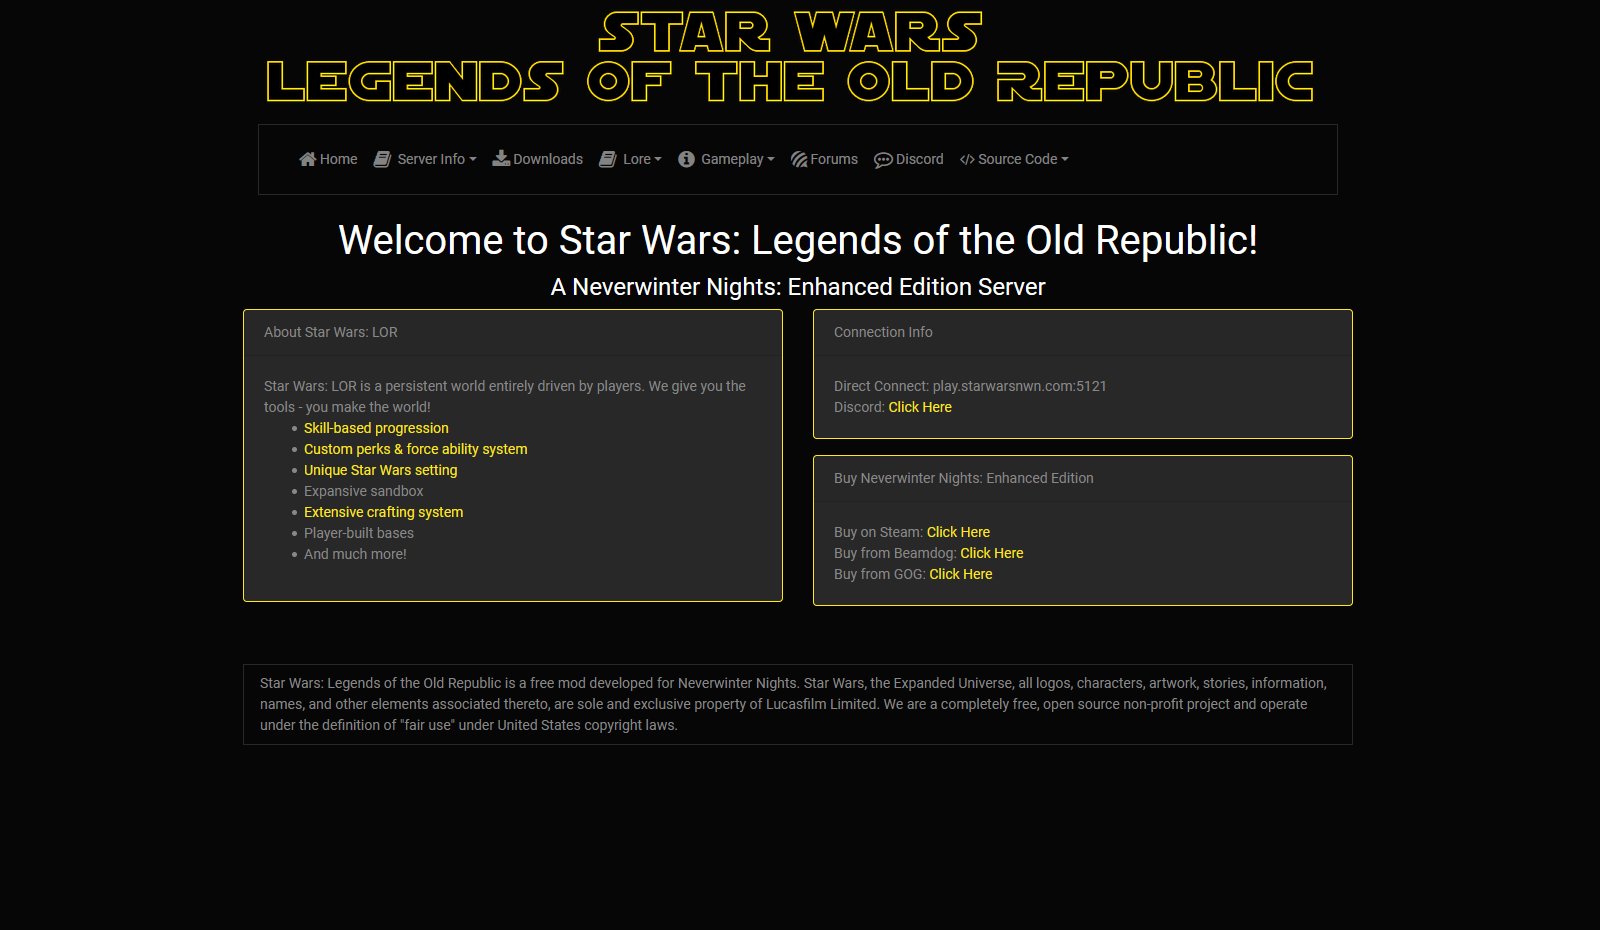 STAR WARS
LEGENDS OF THE OLD REPUBLIC
Home Server Info Downloads Lore Gameplay Forums Discord Source Code
Welcome to Star Wars: Legends of the Old Republic!
A Neverwinter Nights: Enhanced Edition Server
About Star Wars: LOR
Star Wars: LOR is a persistent world entirely driven by players. We give you the
tools - you make the world!
Skill-based progression
Custom perks & force ability system
Unique Star Wars setting
Expansive sandbox
Extensive crafting system
Player-built bases
And much more!
Connection Info
Direct Connect: play.starwarsnwn.com:5121
Discord: Click Here
Buy Neverwinter Nights: Enhanced Edition
Buy on Steam: Click Here
Buy from Beamdog: Click Here
Buy from GOG: Click Here
Star Wars: Legends of the Old Republic is a free mod developed for Neverwinter Nights. Star Wars, the Expanded Universe, all logos, characters, artwork, stories, information,
names, and other elements associated thereto, are sole and exclusive property of Lucasfilm Limited. We are a completely free, open source non-profit project and operate
under the definition of "fair use" under United States copyright laws.